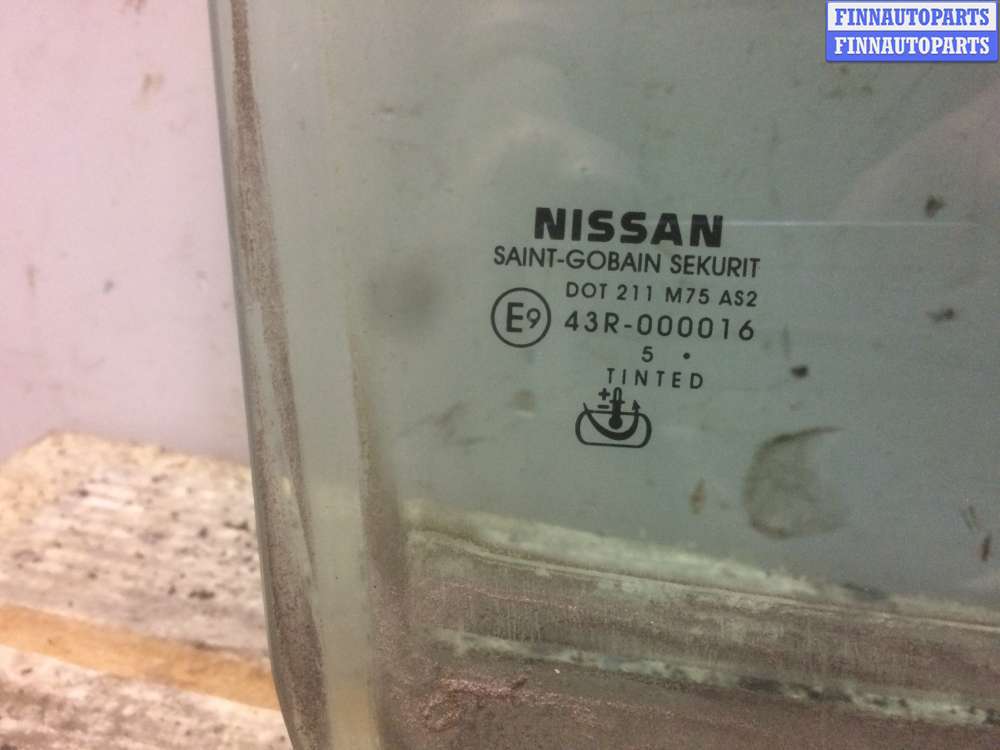 FINNAUTOPARTS
FINNAUTOPARTS
NISSAN
SAINT-GOBAIN SEKURIT
DOT 211 M75 AS2
E9 43R-000016
5 •
TINTED